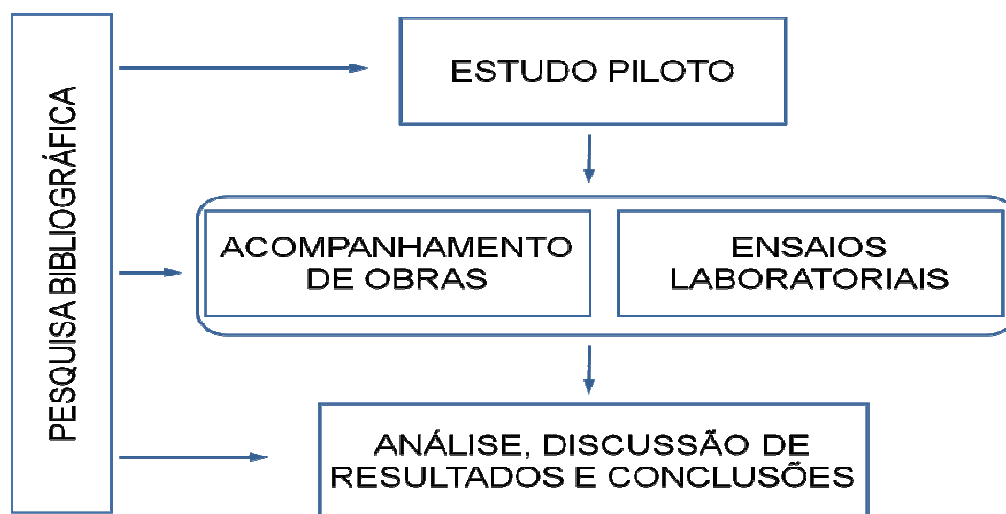 PESQUISA BIBLIOGRÁFICA
ESTUDO PILOTO
ACOMPANHAMENTO
DE OBRAS
ENSAIOS
LABORATORIAIS
ANÁLISE, DISCUSSÃO DE
RESULTADOS E CONCLUSÕES